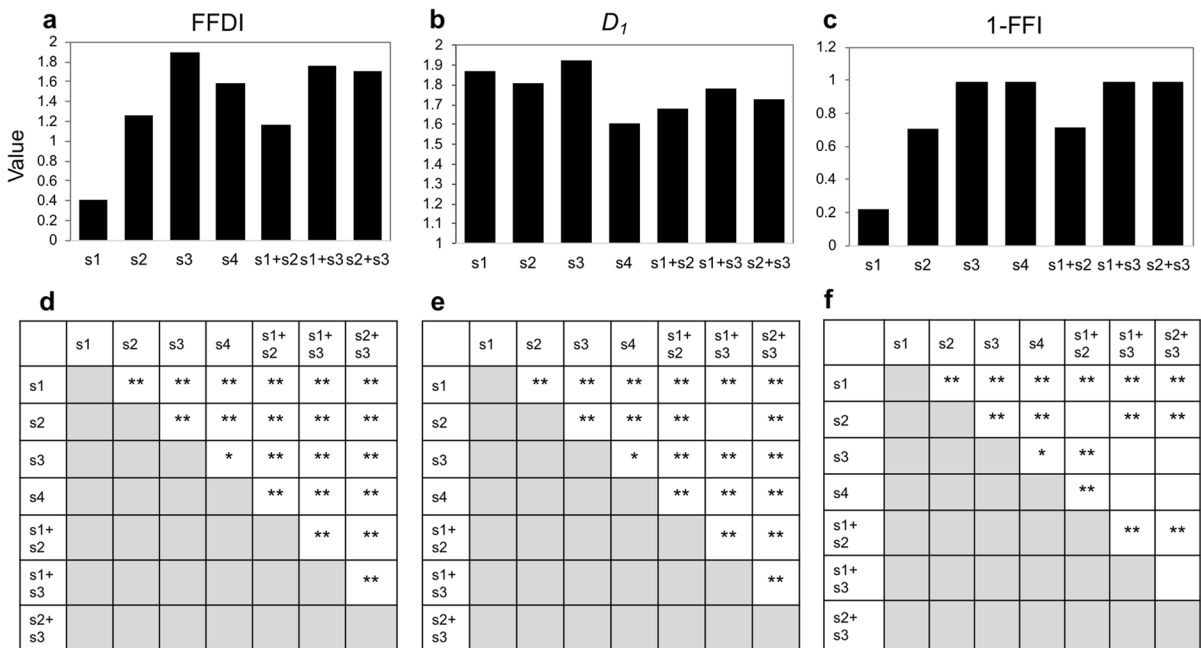 a FFDI
Value
2
1.8
1.6
1.4
1.2
1
0.8
0.6
0.4
0.2
0
s1 s2 s3 s4 s1+s2 s1+s3 s2+s3
b D1
2
1.9
1.8
1.7
1.6
1.5
1.4
1.3
1.2
1.1
1
s1 s2 s3 s4 s1+s2 s1+s3 s2+s3
c 1-FFI
1.2
1
0.8
0.6
0.4
0.2
0
s1 s2 s3 s4 s1+s2 s1+s3 s2+s3
d
s1 s2 s3 s4 s1+ s1+ s2+
s2 s3 s3
s1 ** ** ** ** ** **
s2 ** ** ** ** **
s3 * ** ** **
s4 ** ** **
s1+
s2 ** **
s1+
s3 **
s2+
s3
e
s1 s2 s3 s4 s1+ s1+ s2+
s2 s3 s3
s1 ** ** ** ** ** **
s2 ** ** ** **
s3 * ** ** **
s4 ** ** **
s1+
s2 ** **
s1+
s3 **
s2+
s3
f
s1 s2 s3 s4 s1+ s1+ s2+
s2 s3 s3
s1 ** ** ** ** ** **
s2 ** ** ** **
s3 * **
s4 **
s1+
s2 ** **
s1+
s3
s2+
s3